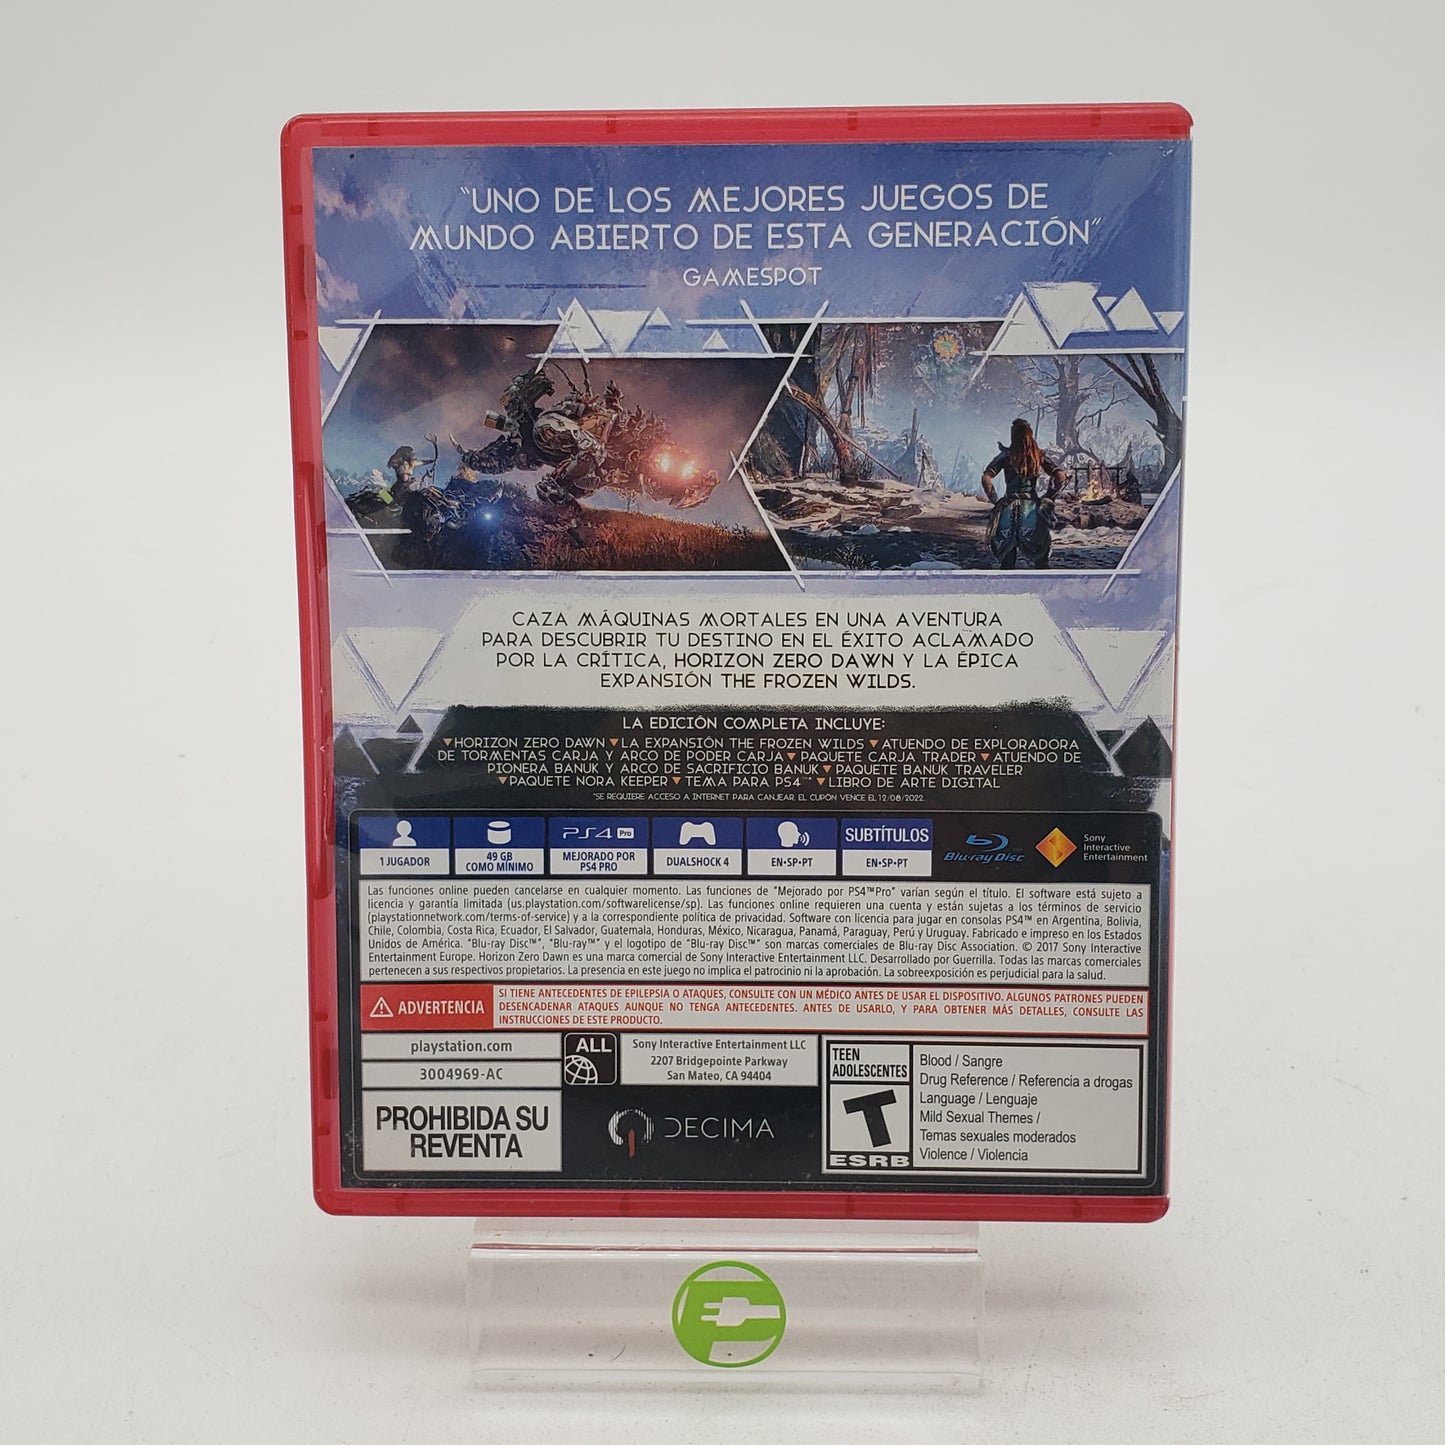 "UNO DE LOS MEJORES JUEGOS DE
MUNDO ABIERTO DE ESTA GENERACIÓN"
GAMESPOT
CAZA MÁQUINAS MORTALES EN UNA AVENTURA
PARA DESCUBRIR TU DESTINO EN EL ÉXITO ACLAMADO
POR LA CRÍTICA, HORIZON ZERO DAWN Y LA ÉPICA
EXPANSIÓN THE FROZEN WILDS.
LA EDICIÓN COMPLETA INCLUYE:
▼HORIZON ZERO DAWN ▼LA EXPANSIÓN THE FROZEN WILDS ▼ATUENDO DE EXPLORADORA
DE TORMENTAS CARJA Y ARCO DE PODER CARJA ▼PAQUETE CARJA TRADER ▼ATUENDO DE
PIONERA BANUK Y ARCO DE SACRIFICIO BANUK ▼PAQUETE BANUK TRAVELER
▼PAQUETE NORA KEEPER ▼TEMA PARA PS4™* ▼LIBRO DE ARTE DIGITAL
*SE REQUIERE ACCESO A INTERNET PARA CANJEAR. EL CUPÓN VENCE EL 12/08/2022.
1 JUGADOR
49 GB
COMO MÍNIMO
PS4 Pro
MEJORADO POR
PS4 PRO
DUALSHOCK 4
EN•SP•PT
SUBTÍTULOS
EN•SP•PT
Blu-ray Disc
Sony
Interactive
Entertainment
Las funciones online pueden cancelarse en cualquier momento. Las funciones de "Mejorado por PS4™Pro" varían según el título. El software está sujeto a
licencia y garantía limitada (us.playstation.com/softwarelicense/sp). Las funciones online requieren una cuenta y están sujetas a los términos de servicio
(playstationnetwork.com/terms-of-service) y a la correspondiente política de privacidad. Software con licencia para jugar en consolas PS4™ en Argentina, Bolivia,
Chile, Colombia, Costa Rica, Ecuador, El Salvador, Guatemala, Honduras, México, Nicaragua, Panamá, Paraguay, Perú y Uruguay. Fabricado e impreso en los Estados
Unidos de América. "Blu-ray Disc™", "Blu-ray™" y el logotipo de "Blu-ray Disc™" son marcas comerciales de Blu-ray Disc Association. © 2017 Sony Interactive
Entertainment Europe. Horizon Zero Dawn es una marca comercial de Sony Interactive Entertainment LLC. Desarrollado por Guerrilla. Todas las marcas comerciales
pertenecen a sus respectivos propietarios. La presencia en este juego no implica el patrocinio ni la aprobación. La sobreexposición es perjudicial para la salud.
ADVERTENCIA
SI TIENE ANTECEDENTES DE EPILEPSIA O ATAQUES, CONSULTE CON UN MÉDICO ANTES DE USAR EL DISPOSITIVO. ALGUNOS PATRONES PUEDEN
DESENCADENAR ATAQUES AUNQUE NO TENGA ANTECEDENTES. ANTES DE USARLO, Y PARA OBTENER MÁS DETALLES, CONSULTE LAS
INSTRUCCIONES DE ESTE PRODUCTO.
playstation.com
3004969-AC
PROHIBIDA SU
REVENTA
ALL
Sony Interactive Entertainment LLC
2207 Bridgepointe Parkway
San Mateo, CA 94404
DECIMA
TEEN
ADOLESCENTES
T
ESRB
Blood / Sangre
Drug Reference / Referencia a drogas
Language / Lenguaje
Mild Sexual Themes /
Temas sexuales moderados
Violence / Violencia